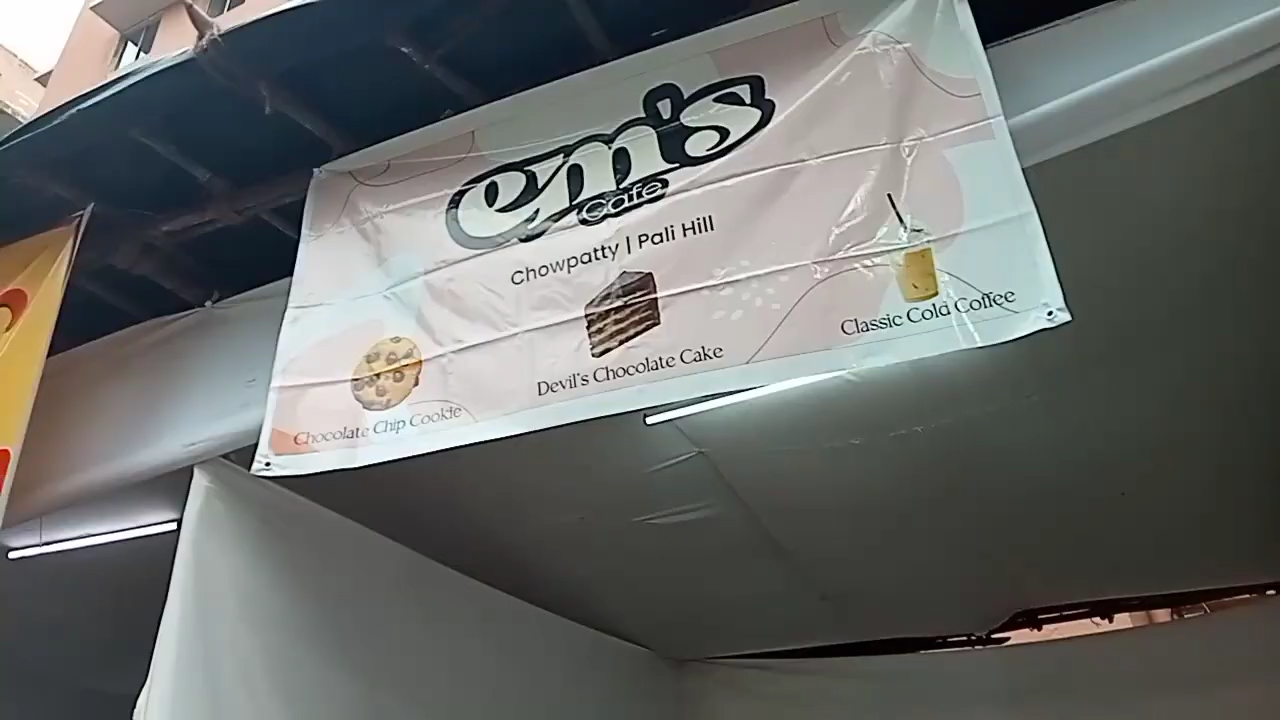 em's
Cafe
Chowpatty | Pali Hill
Chocolate Chip Cookie
Devil's Chocolate Cake
Classic Cold Coffee